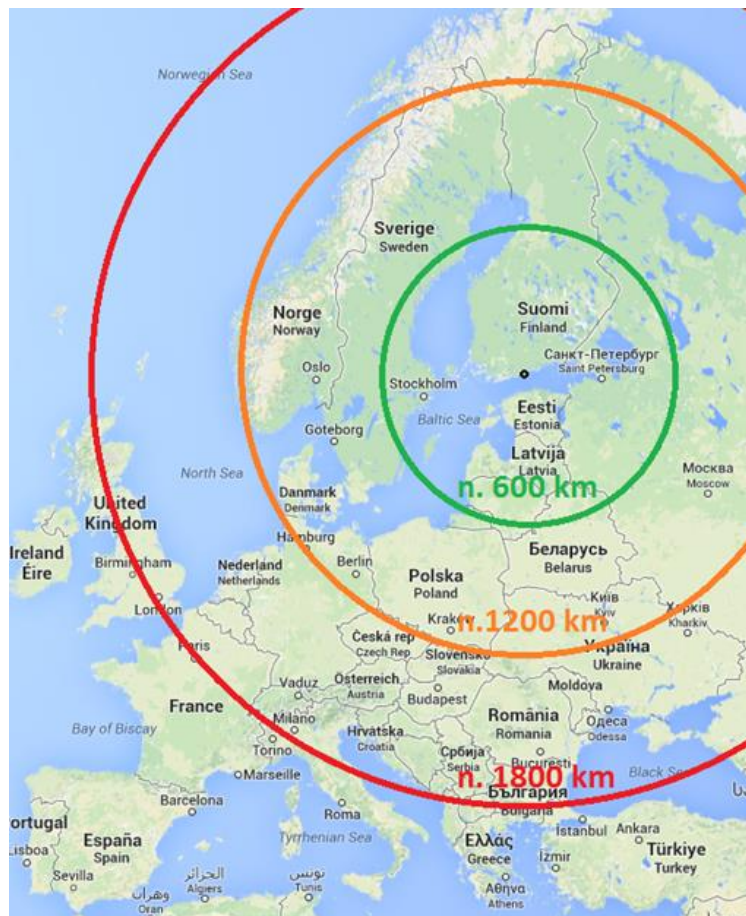 Norwegian Sea
Sverige
Sweden
Norge
Norway
Suomi
Finland
Oslo
Санкт-Петербург
Saint Petersburg
Stockholm
Eesti
Estonia
Baltic Sea
Goteborg
Latvija
Latvia
North Sea
n. 600 km
Москва
Moscow
Danmark
Denmark
United
Kingdom
Hamburg
Ireland
Éire
Беларусь
Belarus
Birmingham
Nederland
Netherlands
Berlin
Polska
Poland
London
Київ
Kyiv
Харків
Kharkiv
Kraków
n.1200 km
Česká rep
Czech Rep
Paris
Україна
Ukraine
Slovensko
Slovakia
Vaduz
Österreich
Austria
Moldova
Budapest
France
Milano
România
Romania
Одеса
Odessa
Bay of Biscay
Hrvatska
Croatia
Torino
Србија
Serbia
București
Marseille
n. 1800 km
Black Sea
България
Bulgaria
Barcelona
Roma
İstanbul
Ankara
ortugal
España
Spain
Tyrrhenian Sea
Ελλάς
Greece
İzmir
Türkiye
Turkey
Lisboa
Sevilla
الجزائر
Algiers
تونس
Tunis
Αθήνα
Athens
وهران
Oran